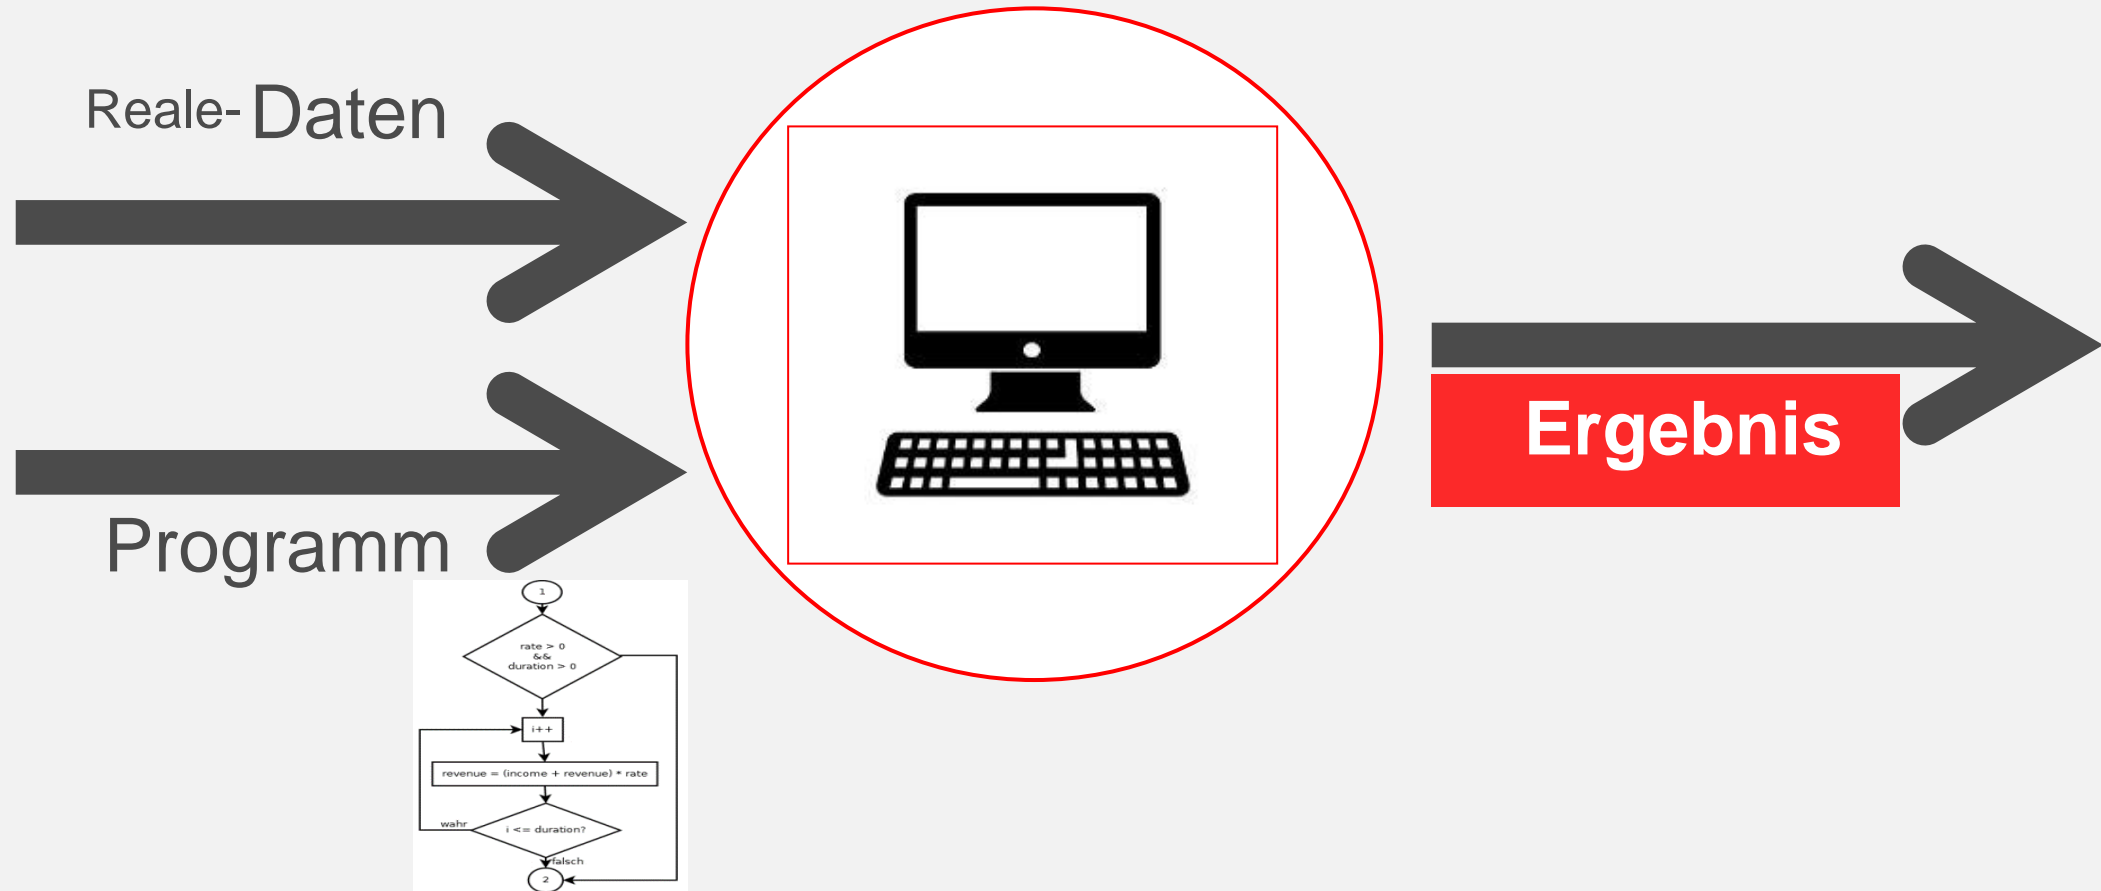 Reale- Daten
Programm
Ergebnis
1
rate > 0
&&
duration > 0
i++
revenue = (income + revenue) * rate
wahr
i <= duration?
falsch
2